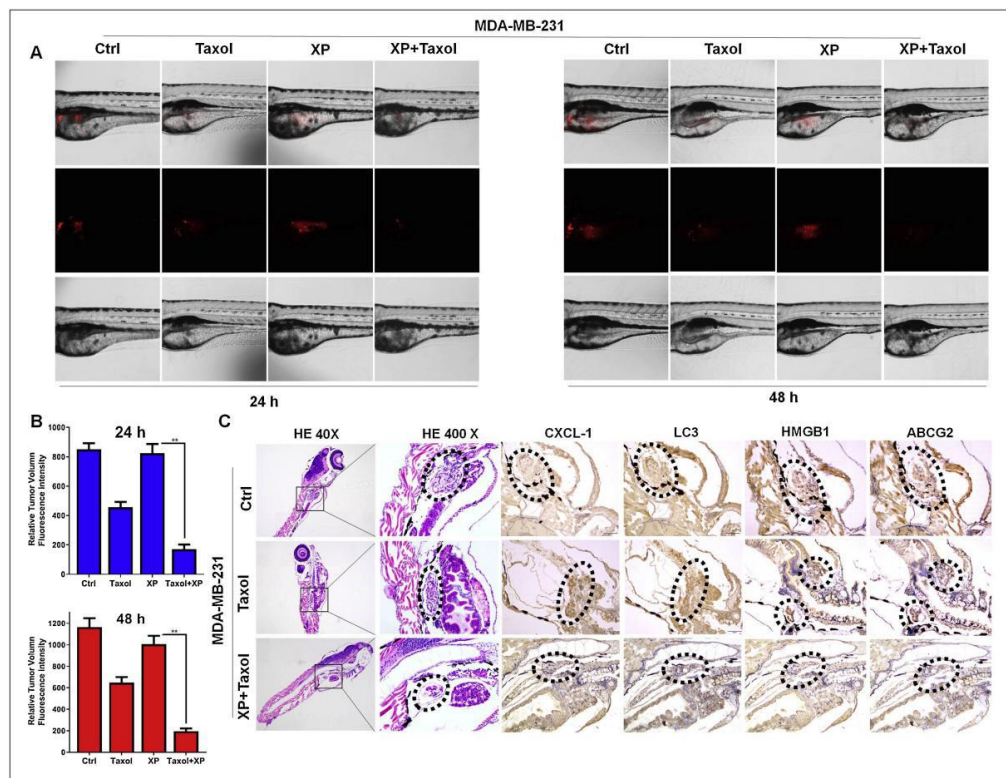 MDA-MB-231
A
Ctrl Taxol XP XP+Taxol
Ctrl Taxol XP XP+Taxol
24 h
48 h
B
24 h
Relative Tumor Volumn
Fluorescence Intensity
1000
800
600
400
200
0
Ctrl Taxol XP Taxol+XP
**
48 h
Relative Tumor Volumn
Fluorescence Intensity
1200
1000
800
600
400
200
0
Ctrl Taxol XP Taxol+XP
**
C
HE 40X HE 400 X CXCL-1 LC3 HMGB1 ABCG2
MDA-MB-231
Ctrl
Taxol
XP+Taxol